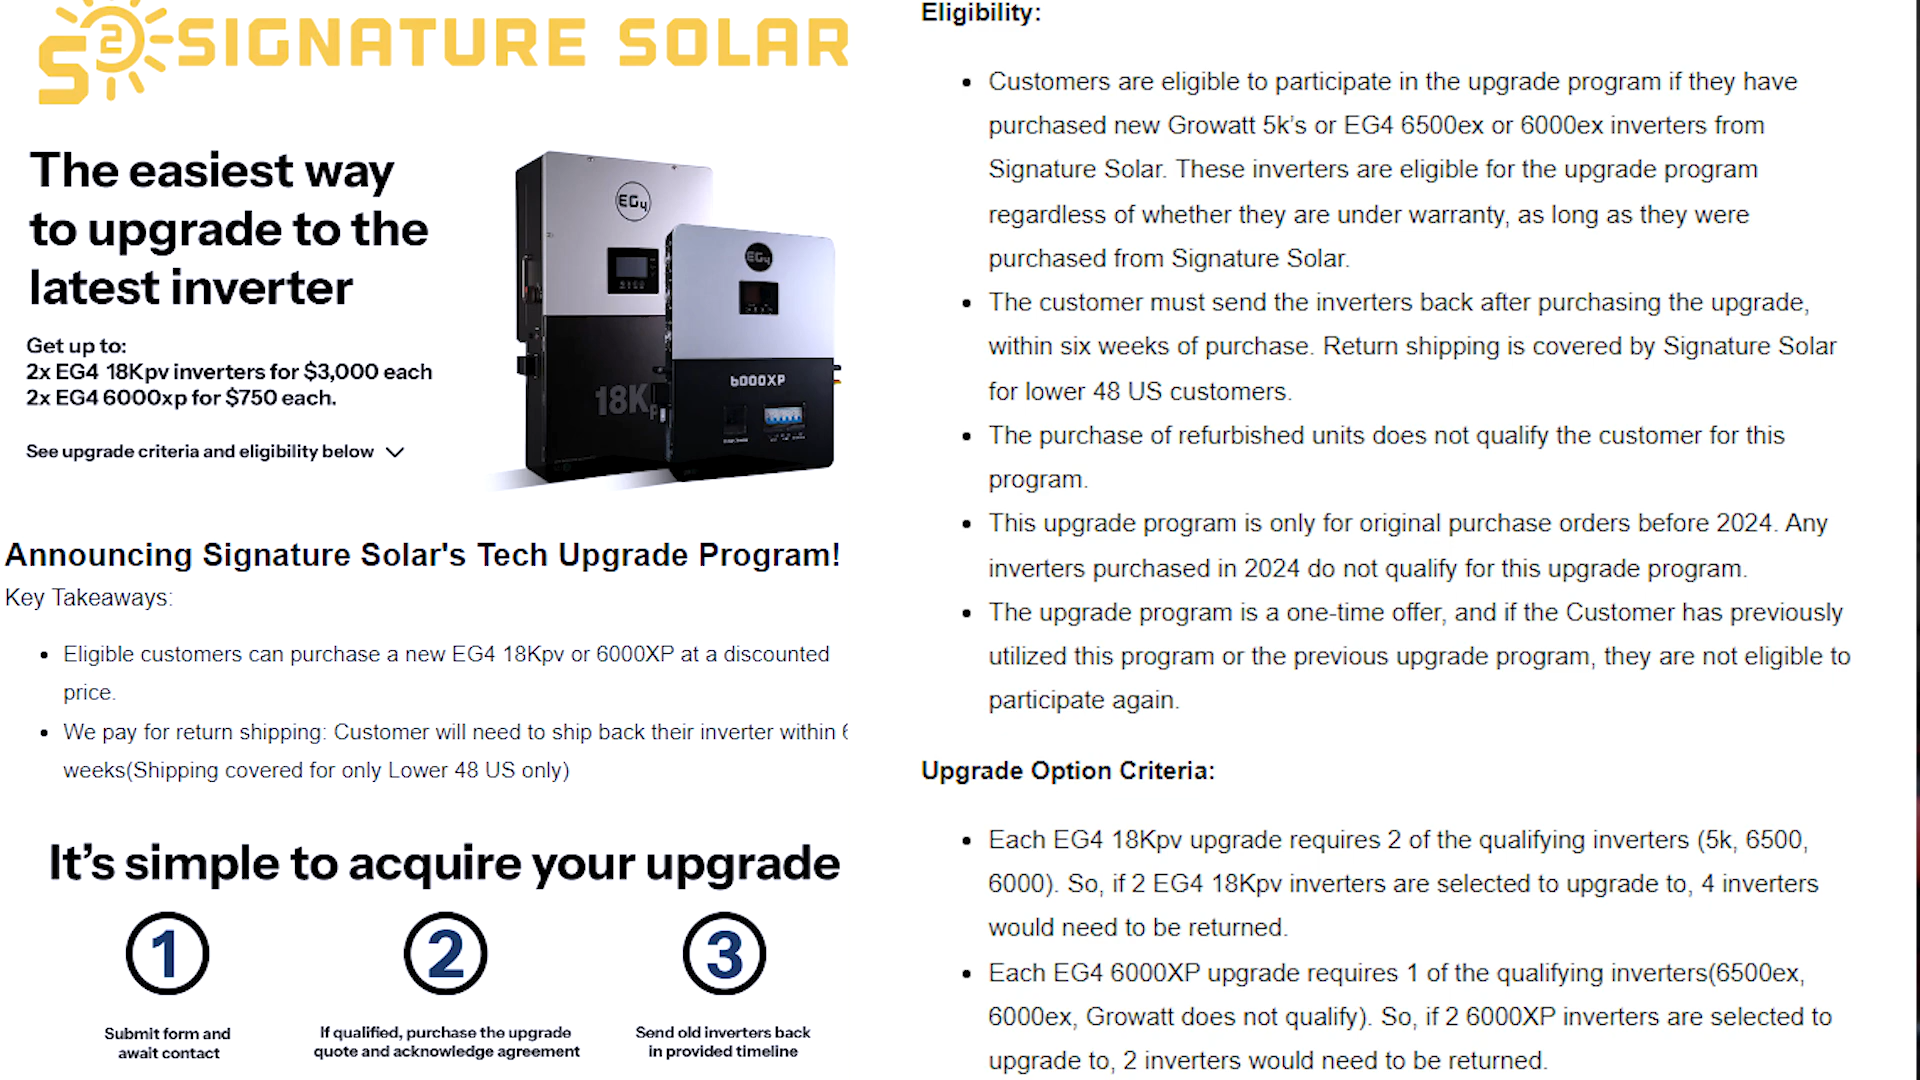 S2 SIGNATURE SOLAR
The easiest way
to upgrade to the
latest inverter
Get up to:
2x EG4 18Kpv inverters for $3,000 each
2x EG4 6000xp for $750 each.
See upgrade criteria and eligibility below
EG4
EG4
6000XP
18Kp
Announcing Signature Solar's Tech Upgrade Program!
Key Takeaways:
• Eligible customers can purchase a new EG4 18Kpv or 6000XP at a discounted
price.
• We pay for return shipping: Customer will need to ship back their inverter within 6
weeks(Shipping covered for only Lower 48 US only)
It's simple to acquire your upgrade
1
Submit form and
await contact
2
If qualified, purchase the upgrade
quote and acknowledge agreement
3
Send old inverters back
in provided timeline
Eligibility:
• Customers are eligible to participate in the upgrade program if they have
purchased new Growatt 5k's or EG4 6500ex or 6000ex inverters from
Signature Solar. These inverters are eligible for the upgrade program
regardless of whether they are under warranty, as long as they were
purchased from Signature Solar.
• The customer must send the inverters back after purchasing the upgrade,
within six weeks of purchase. Return shipping is covered by Signature Solar
for lower 48 US customers.
• The purchase of refurbished units does not qualify the customer for this
program.
• This upgrade program is only for original purchase orders before 2024. Any
inverters purchased in 2024 do not qualify for this upgrade program.
• The upgrade program is a one-time offer, and if the Customer has previously
utilized this program or the previous upgrade program, they are not eligible to
participate again.
Upgrade Option Criteria:
• Each EG4 18Kpv upgrade requires 2 of the qualifying inverters (5k, 6500,
6000). So, if 2 EG4 18Kpv inverters are selected to upgrade to, 4 inverters
would need to be returned.
• Each EG4 6000XP upgrade requires 1 of the qualifying inverters(6500ex,
6000ex, Growatt does not qualify). So, if 2 6000XP inverters are selected to
upgrade to, 2 inverters would need to be returned.